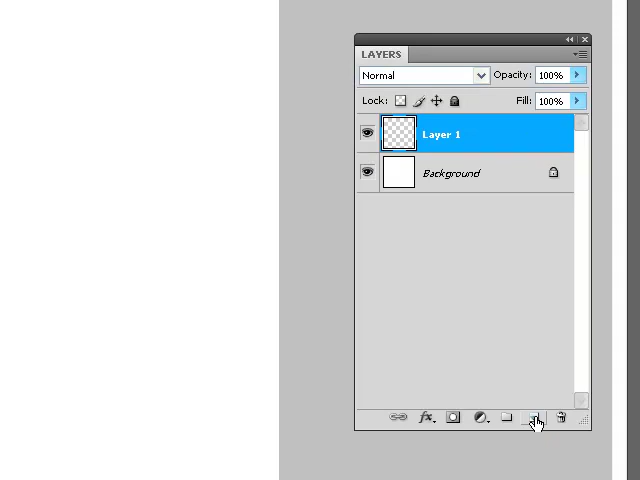 LAYERS
Normal Opacity: 100%
Lock: Fill: 100%
Layer 1
Background
fx